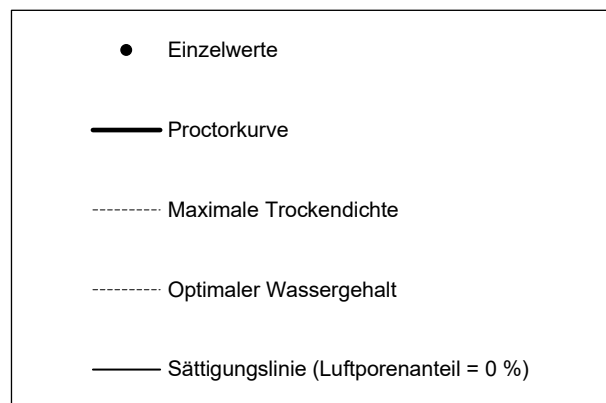 Einzelwerte
Proctorkurve
Maximale Trockendichte
Optimaler Wassergehalt
Sättigungslinie (Luftporenanteil = 0 %)